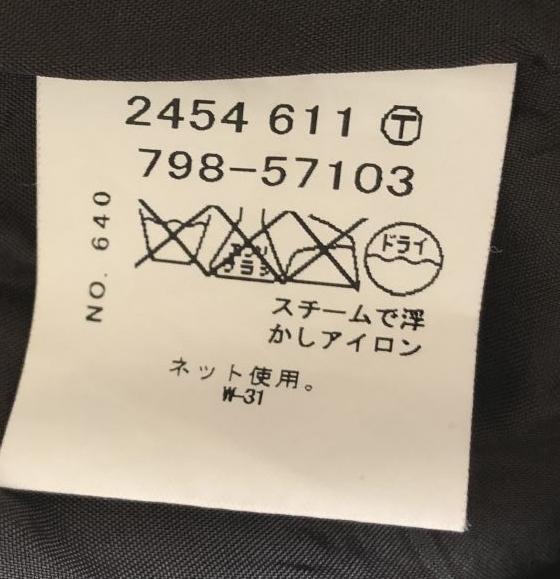 2454 611 Ⓣ
798-57103
NO. 640
ドライ
スチームで浮
かしアイロン
ネット使用。
W-31